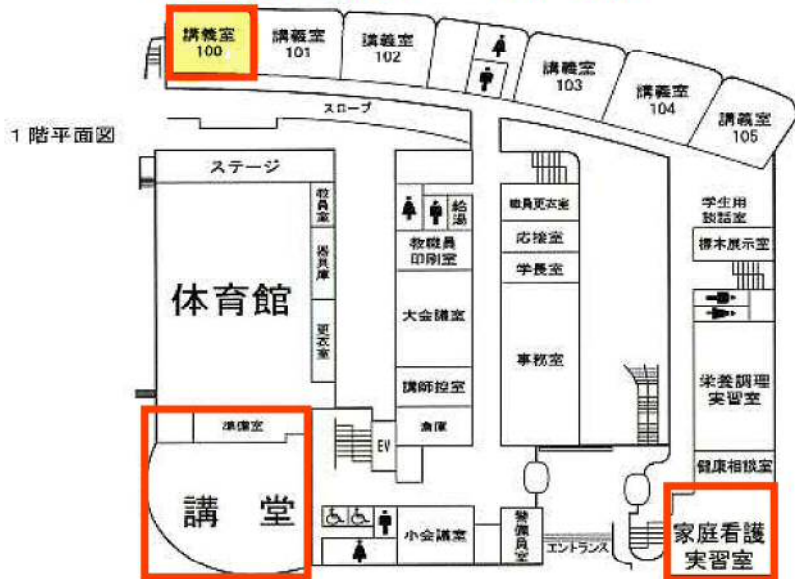 講義室
100
講義室
101
講義室
102
講義室
103
講義室
104
講義室
105
スロープ
1階平面図
ステージ
教員室
器具庫
更衣室
体育館
給湯
教職員
印刷室
大会議室
講師控室
倉庫
職員更衣室
応接室
学長室
事務室
学生用
談話室
標本展示室
栄養調理
実習室
健康相談室
準備室
EV
講堂
小会議室
警備員室
エントランス
家庭看護
実習室